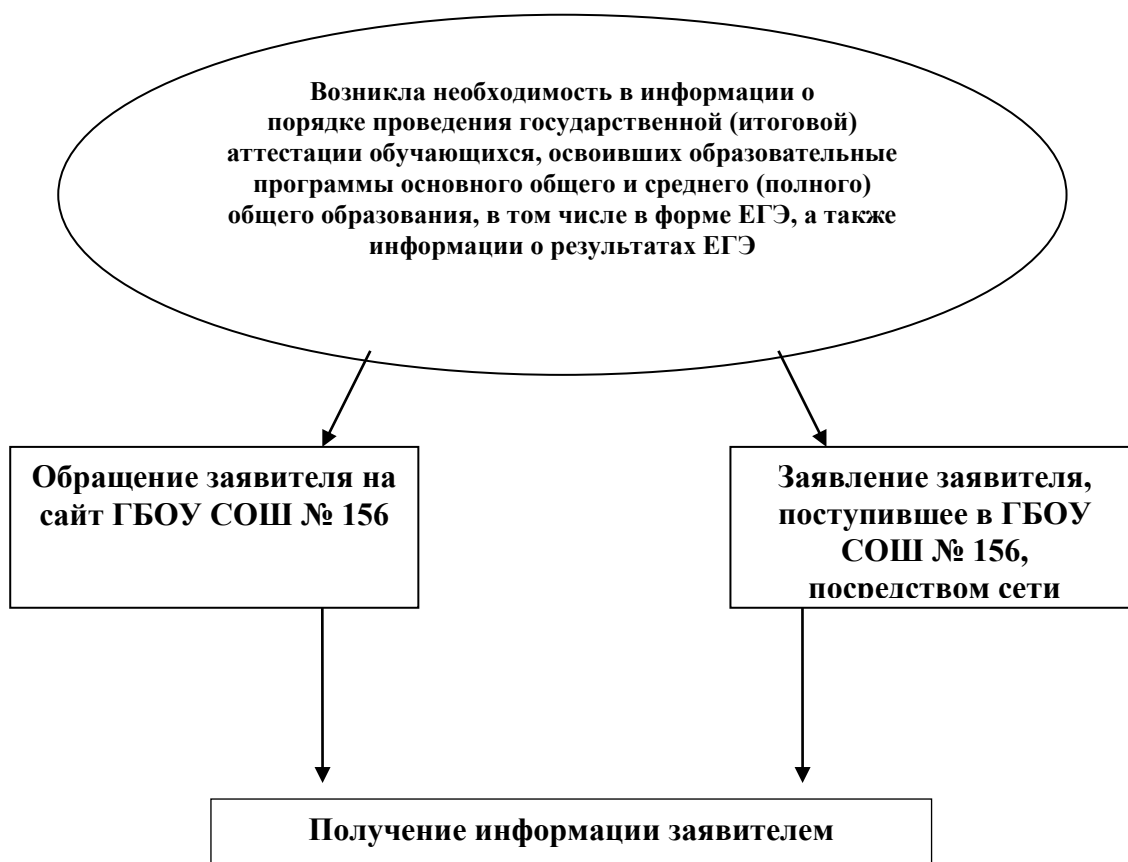 Возникла необходимость в информации о
порядке проведения государственной (итоговой)
аттестации обучающихся, освоивших образовательные
программы основного общего и среднего (полного)
общего образования, в том числе в форме ЕГЭ, а также
информации о результатах ЕГЭ
Обращение заявителя на
сайт ГБОУ СОШ № 156
Заявление заявителя,
поступившее в ГБОУ
СОШ № 156,
посредством сети
Получение информации заявителем